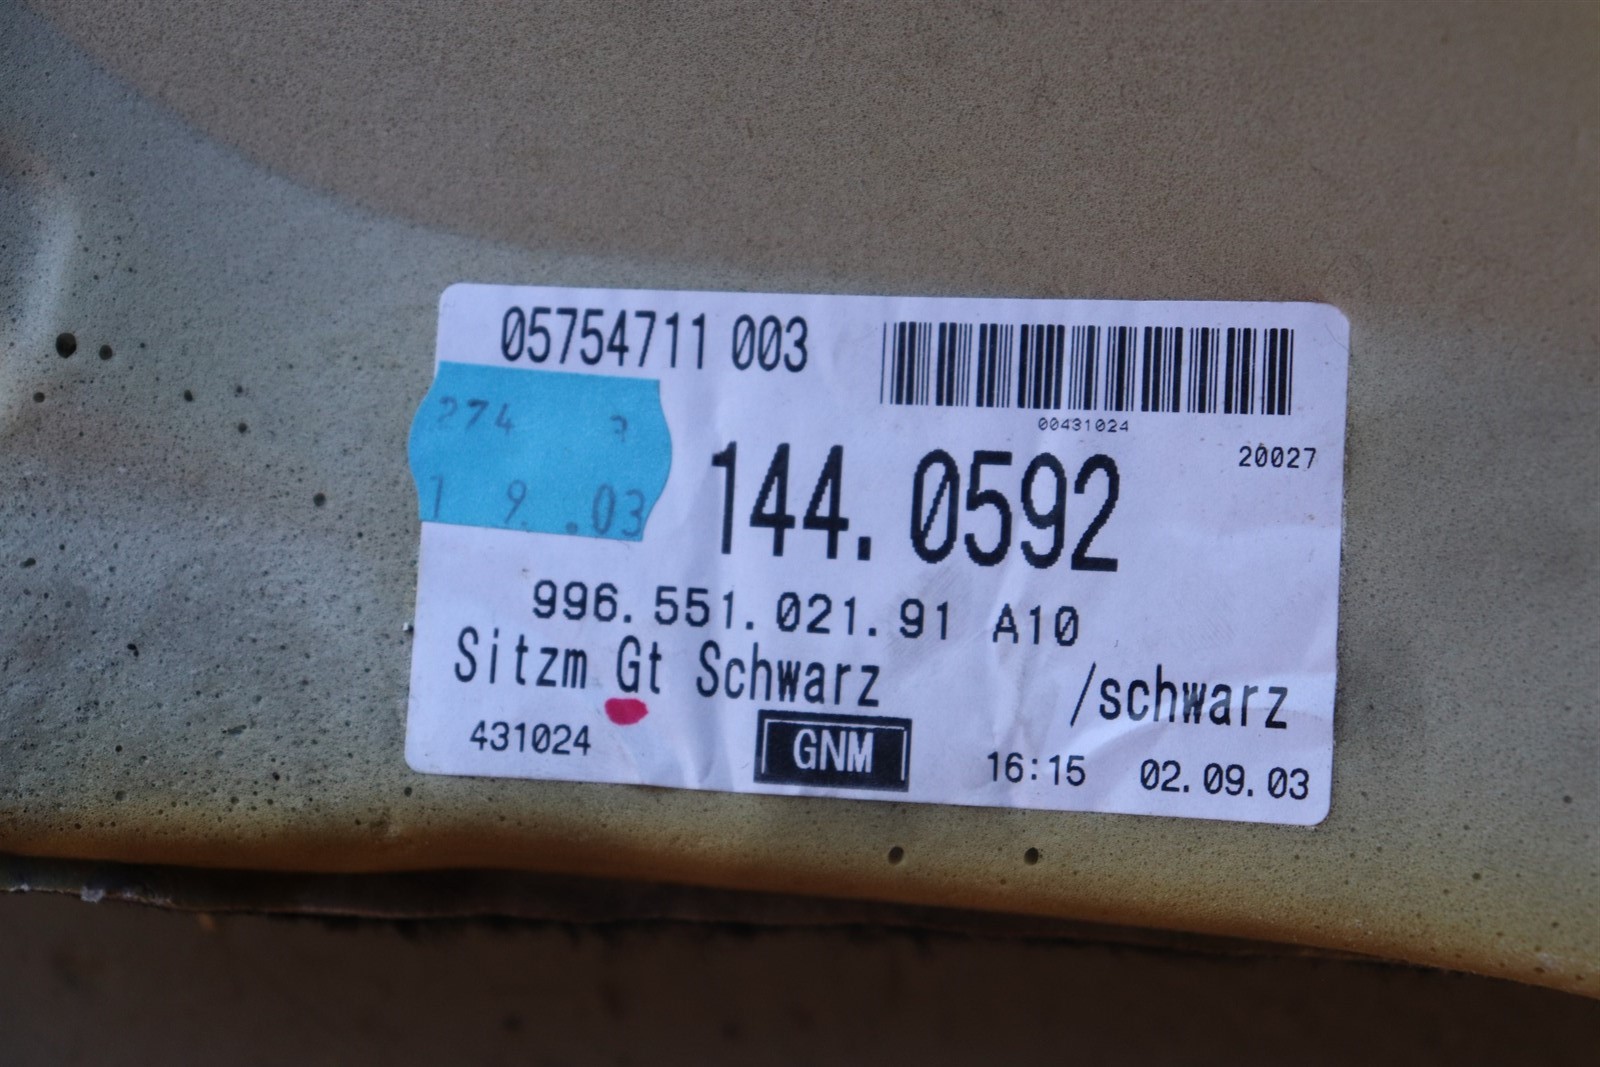 05754711 003
00431024
20027
274
1 9. .03
144.0592
996.551.021.91 A10
Sitzm Gt Schwarz /schwarz
431024 GNM 16:15 02.09.03